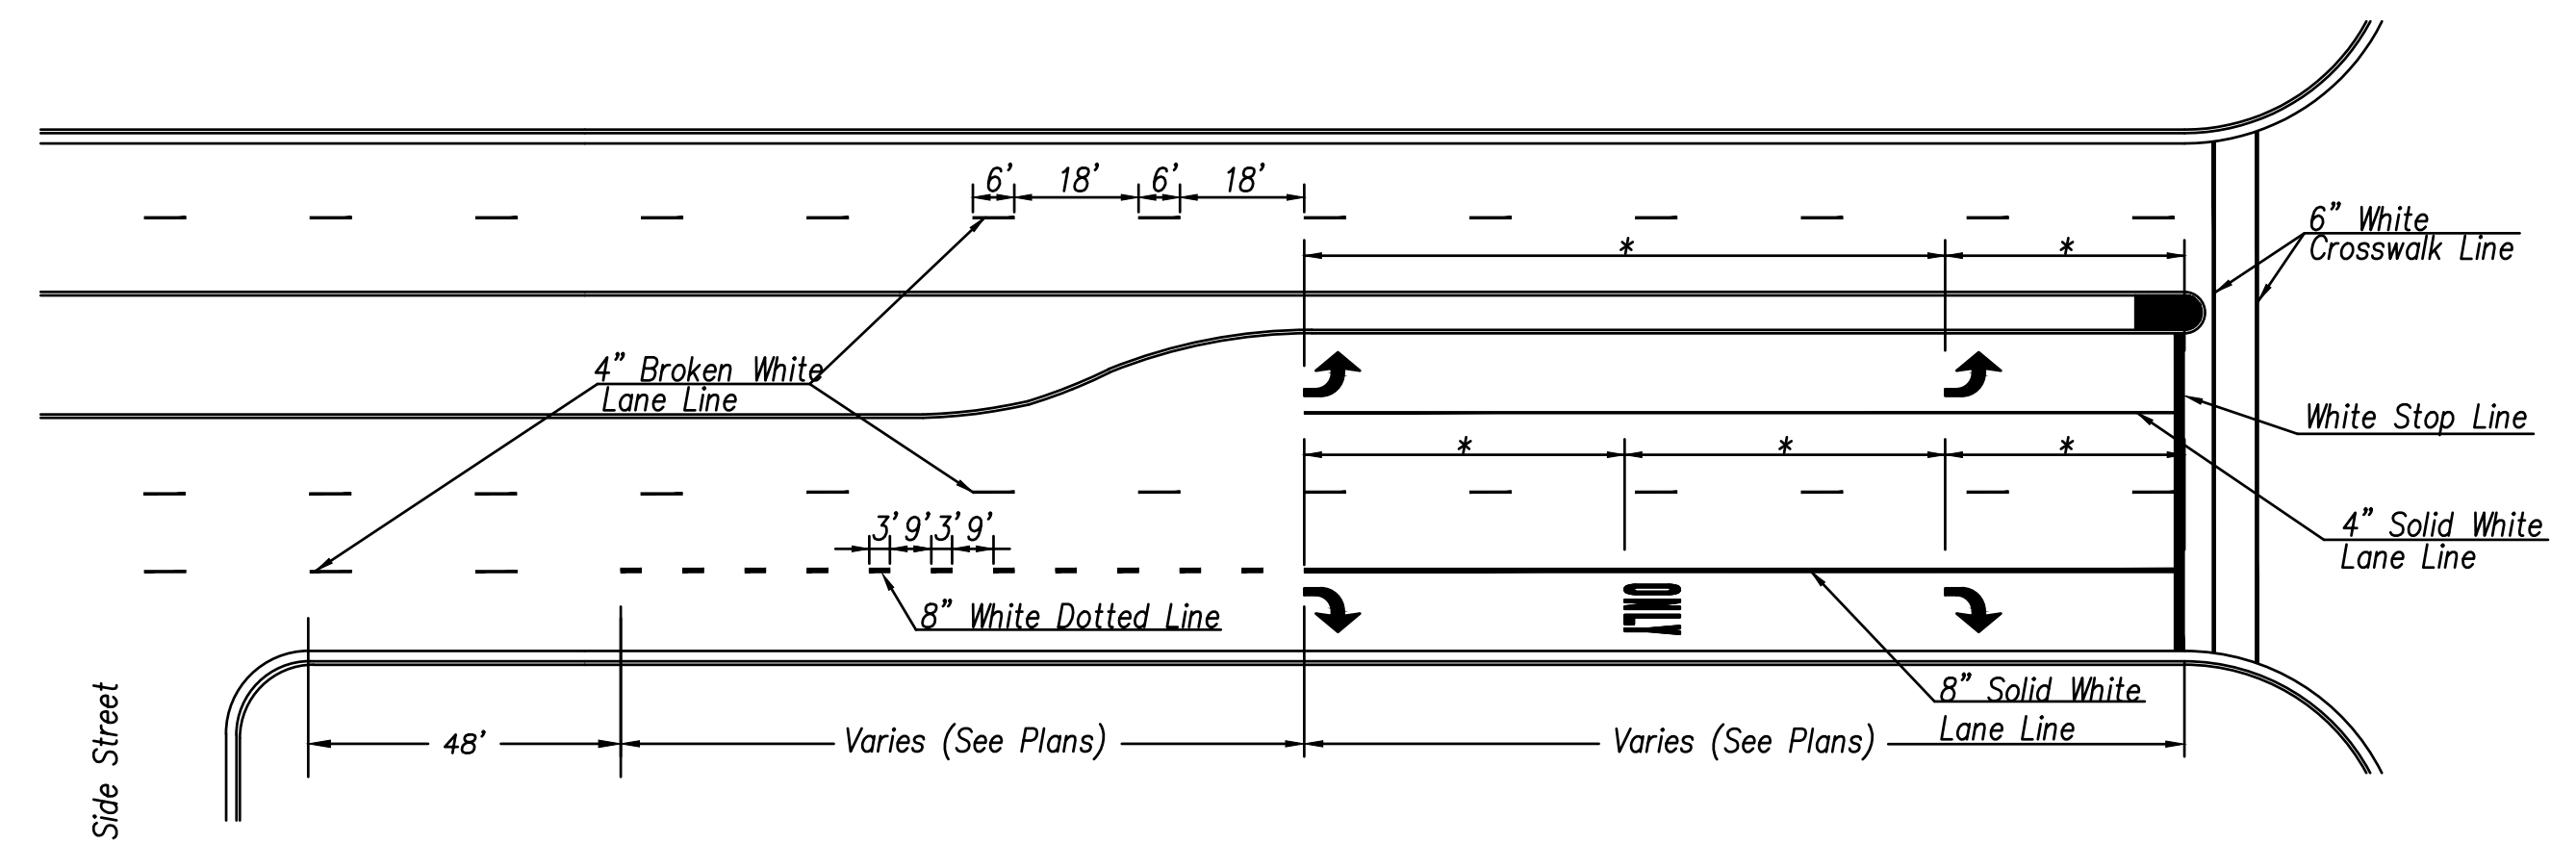 6' 18' 6' 18'
6" White
Crosswalk Line
* *
4" Broken White
Lane Line
White Stop Line
* * *
3' 9' 3' 9'
4" Solid White
Lane Line
8" White Dotted Line
ONLY
8" Solid White
Lane Line
Side Street
48'
Varies (See Plans)
Varies (See Plans)